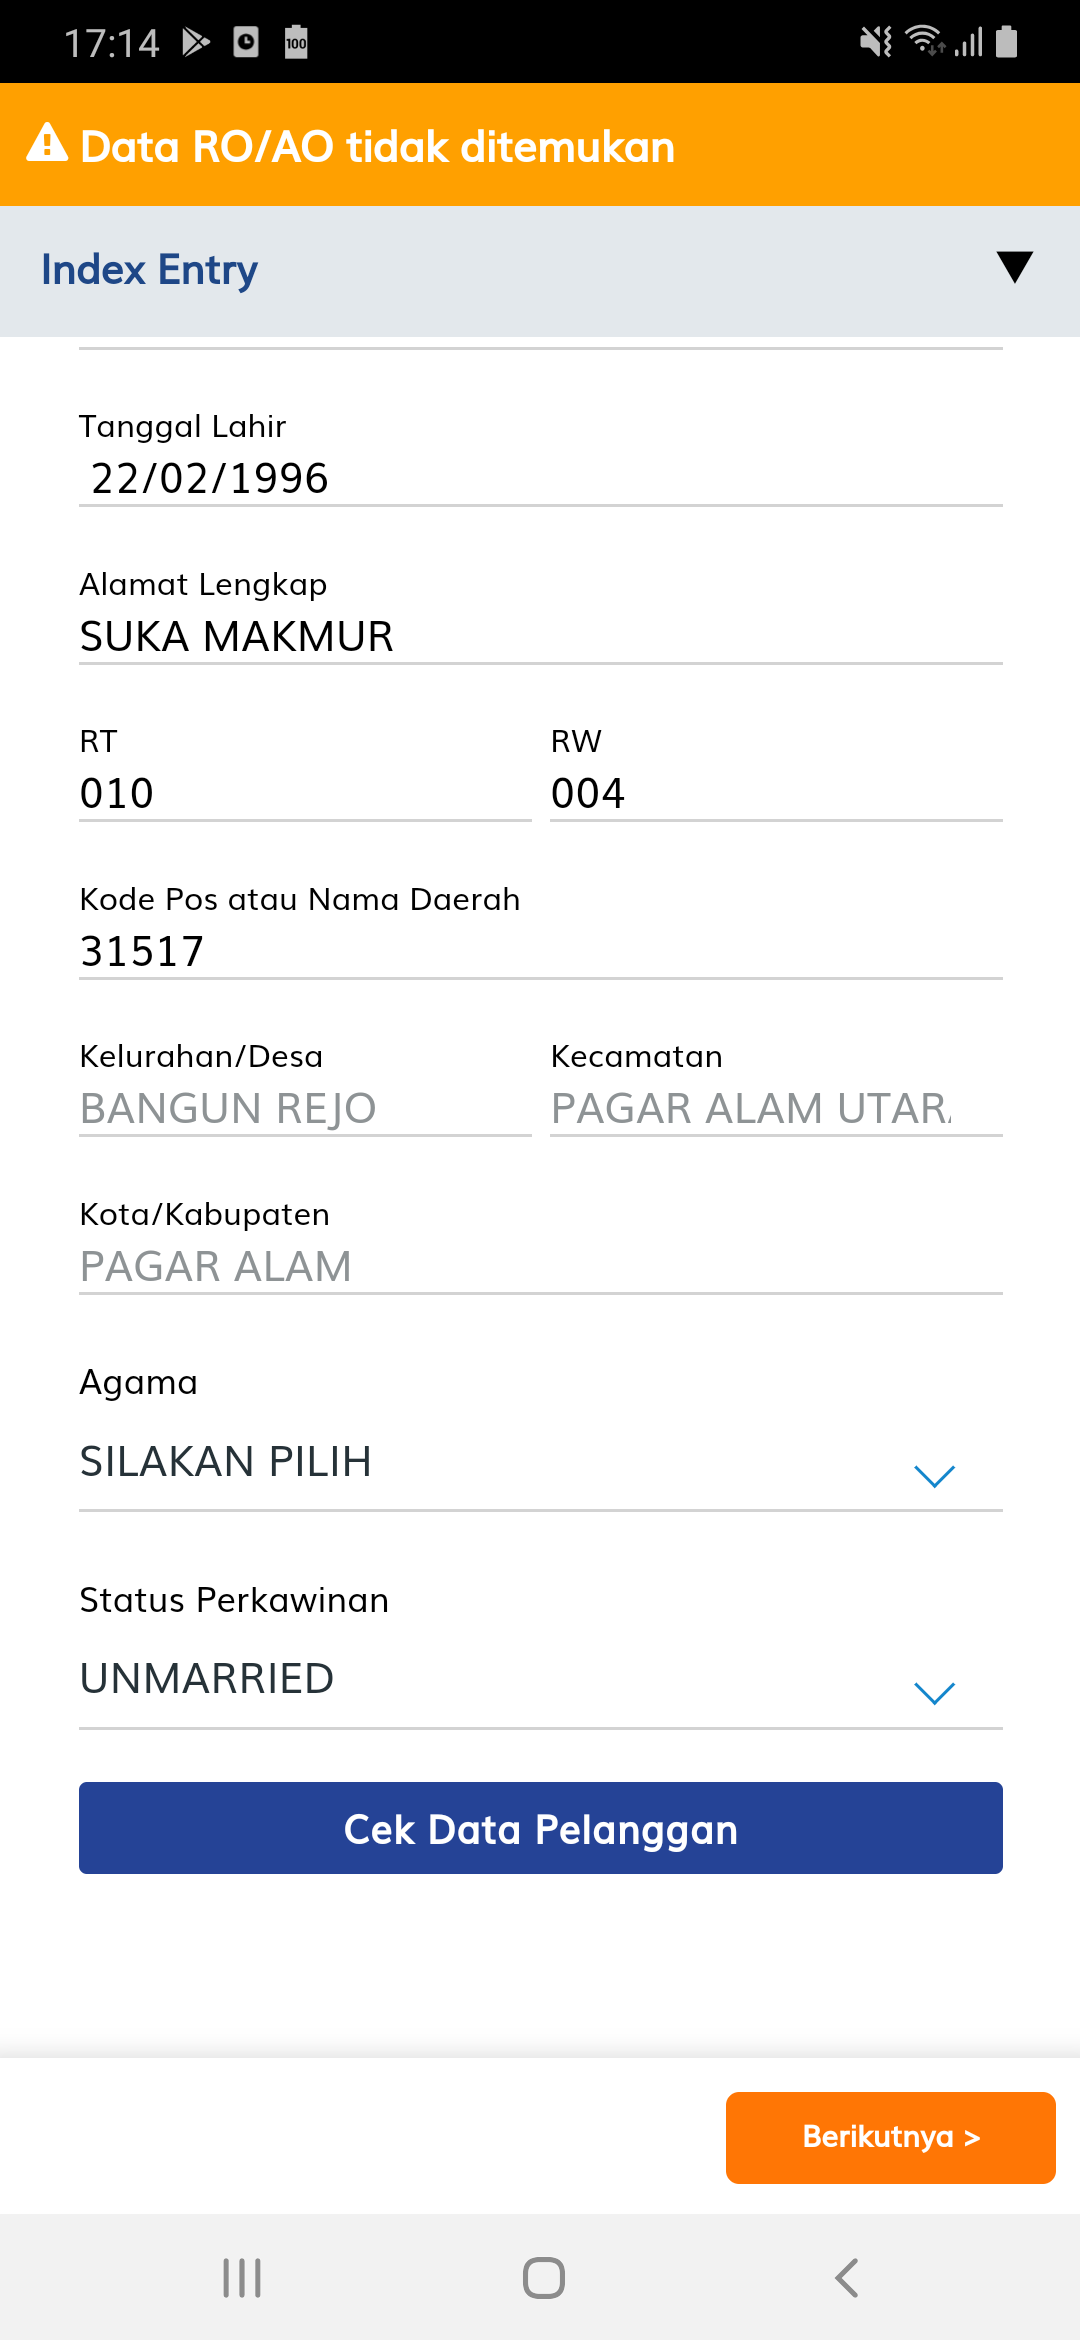 17:14
100
Data RO/AO tidak ditemukan
Index Entry
Tanggal Lahir
22/02/1996
Alamat Lengkap
SUKA MAKMUR
RT RW
010 004
Kode Pos atau Nama Daerah
31517
Kelurahan/Desa Kecamatan
BANGUN REJO PAGAR ALAM UTAR
Kota/Kabupaten
PAGAR ALAM
Agama
SILAKAN PILIH
Status Perkawinan
UNMARRIED
Cek Data Pelanggan
Berikutnya >